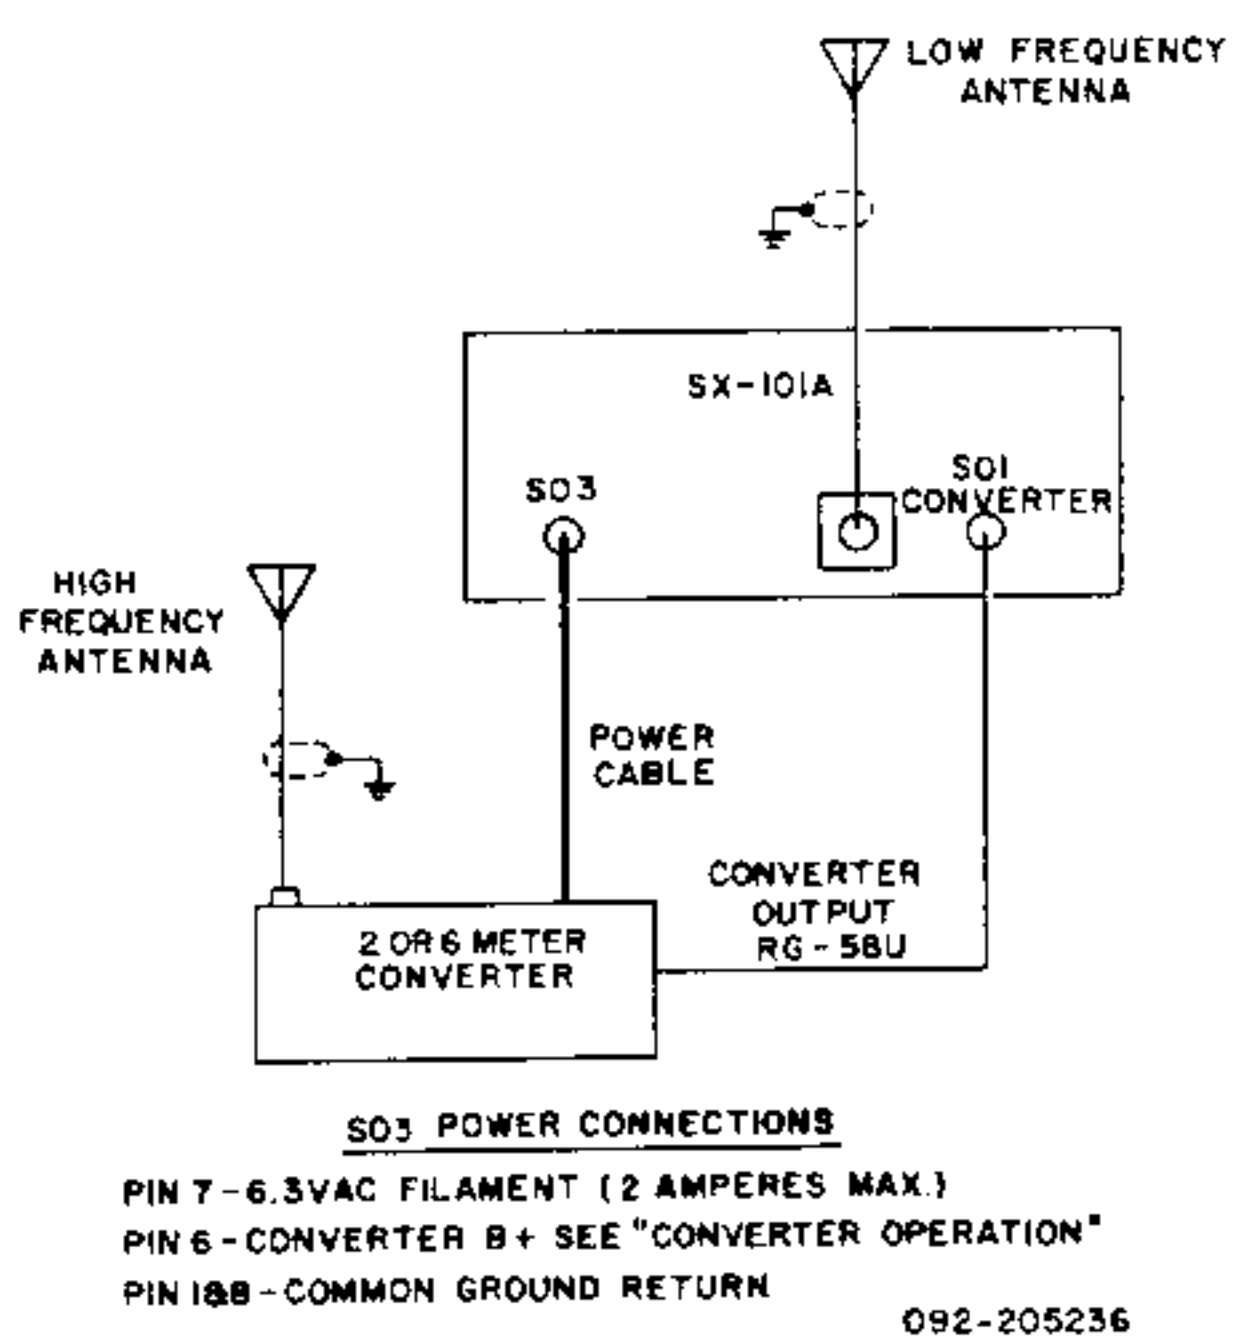 LOW FREQUENCY
ANTENNA
SX-101A
SO1
CONVERTER
SO3
HIGH
FREQUENCY
ANTENNA
POWER
CABLE
CONVERTER
OUTPUT
RG-58U
2 OR 6 METER
CONVERTER
SO3 POWER CONNECTIONS
PIN 7-6.3VAC FILAMENT (2 AMPERES MAX.)
PIN 6-CONVERTER B+ SEE "CONVERTER OPERATION"
PIN 1&8-COMMON GROUND RETURN
092-205236